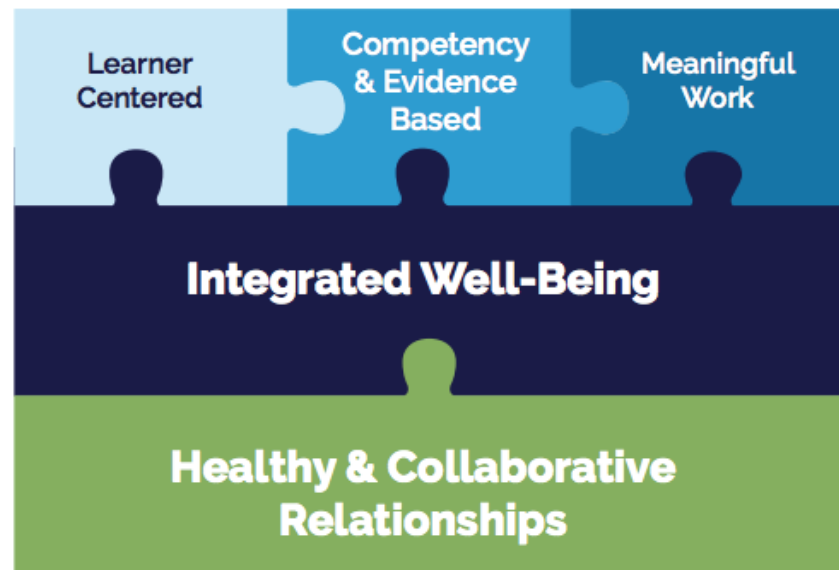 Learner
Centered
Competency
& Evidence
Based
Meaningful
Work
Integrated Well-Being
Healthy & Collaborative
Relationships